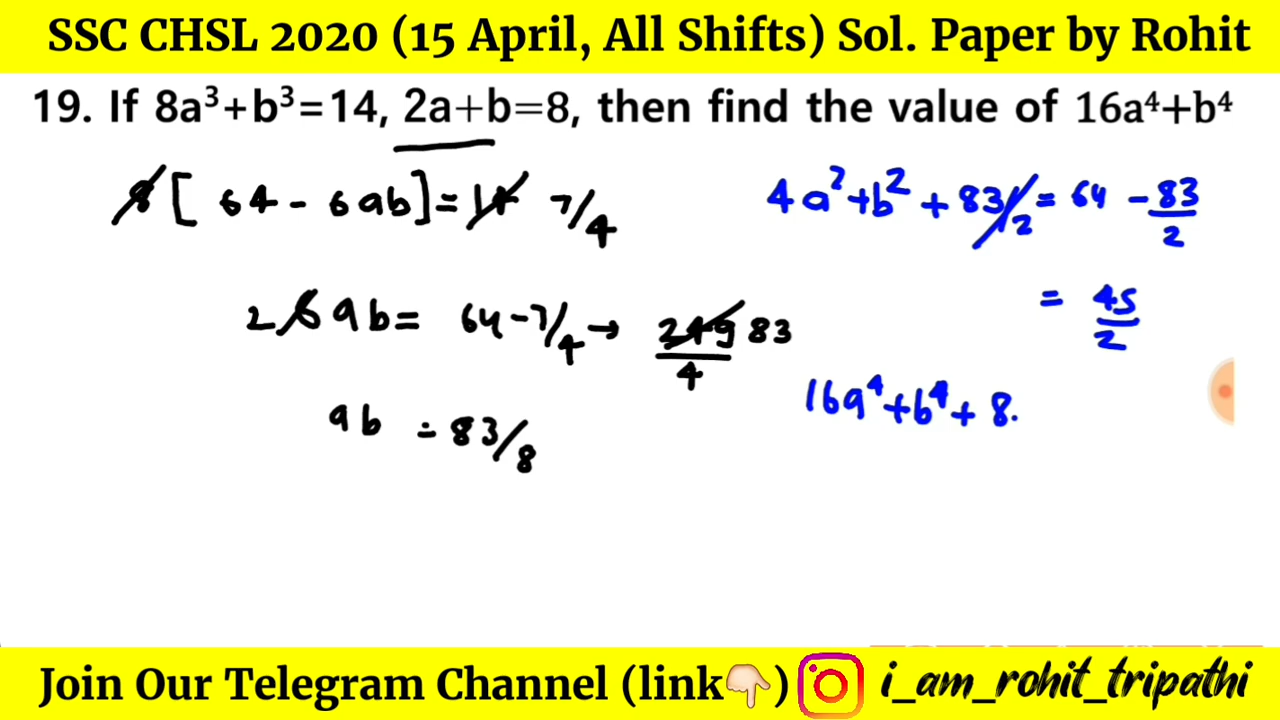 SSC CHSL 2020 (15 April, All Shifts) Sol. Paper by Rohit
19. If 8a³+b³=14, 2a+b=8, then find the value of 16a⁴+b⁴
8 [ 64 - 6ab] = 14 7/4
2 6 ab = 64-7/4 → 249/4 83
ab = 83/8
4a²+b² + 83/2 = 64 - 83/2
= 45/2
16a⁴+b⁴+ 8.
Join Our Telegram Channel (link👇🏻) i_am_rohit_tripathi